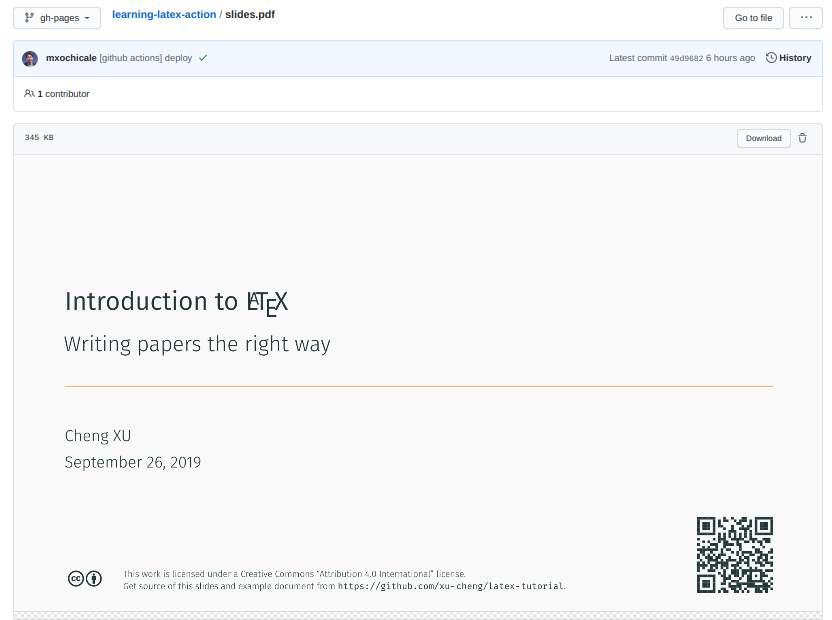 gh-pages
learning-latex-action / slides.pdf
Go to file
...
mxochicale [github actions] deploy
Latest commit 49d9682 6 hours ago
History
1 contributor
345 KB
Download
Introduction to LATEX
Writing papers the right way
Cheng XU
September 26, 2019
cc
This work is licensed under a Creative Commons “Attribution 4.0 International” license.
Get source of this slides and example document from https://github.com/xu-cheng/latex-tutorial.